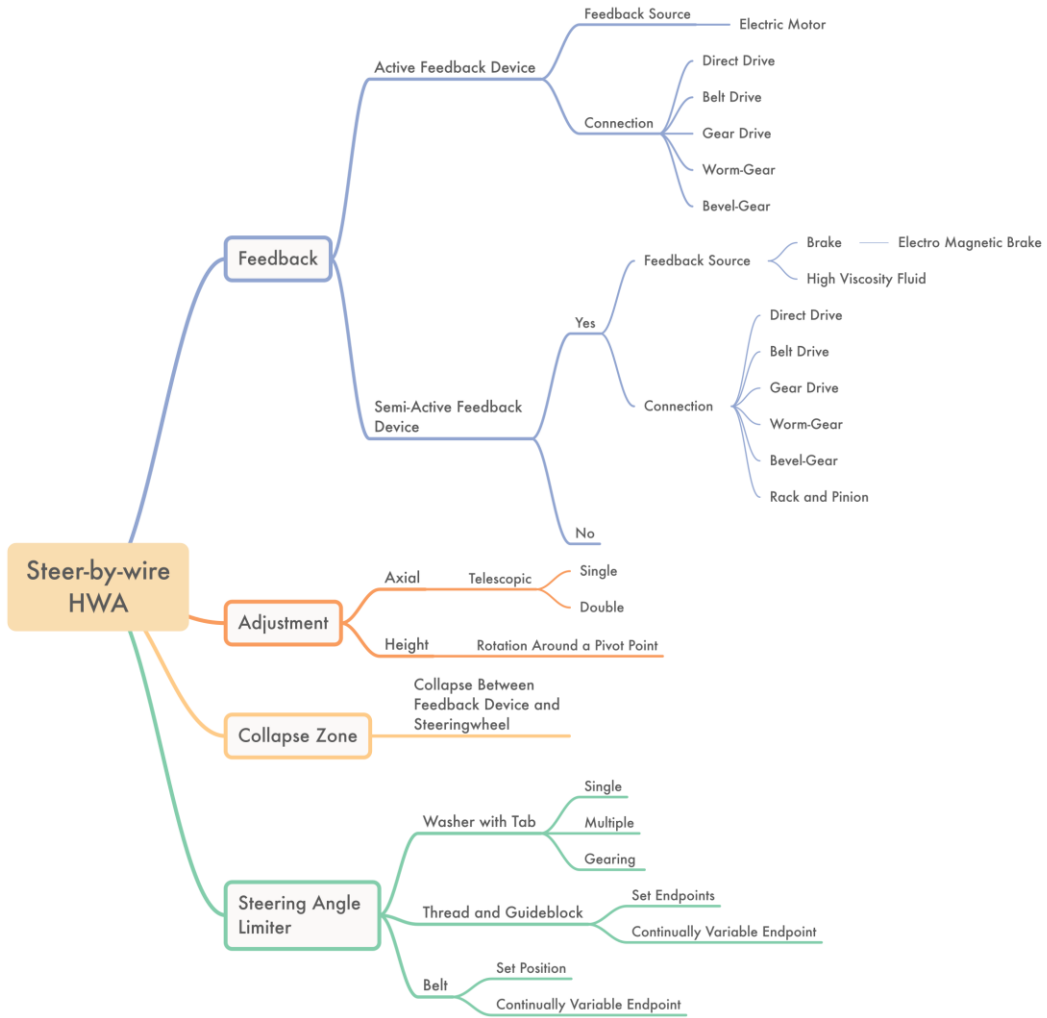 Feedback Source
Electric Motor
Active Feedback Device
Direct Drive
Belt Drive
Connection
Gear Drive
Worm-Gear
Bevel-Gear
Feedback
Brake
Electro Magnetic Brake
Feedback Source
High Viscosity Fluid
Yes
Direct Drive
Belt Drive
Gear Drive
Connection
Worm-Gear
Bevel-Gear
Rack and Pinion
Semi-Active Feedback
Device
No
Steer-by-wire
HWA
Adjustment
Axial
Telescopic
Single
Double
Height
Rotation Around a Pivot Point
Collapse Zone
Collapse Between
Feedback Device and
Steeringwheel
Steering Angle
Limiter
Washer with Tab
Single
Multiple
Gearing
Thread and Guideblock
Set Endpoints
Continually Variable Endpoint
Belt
Set Position
Continually Variable Endpoint